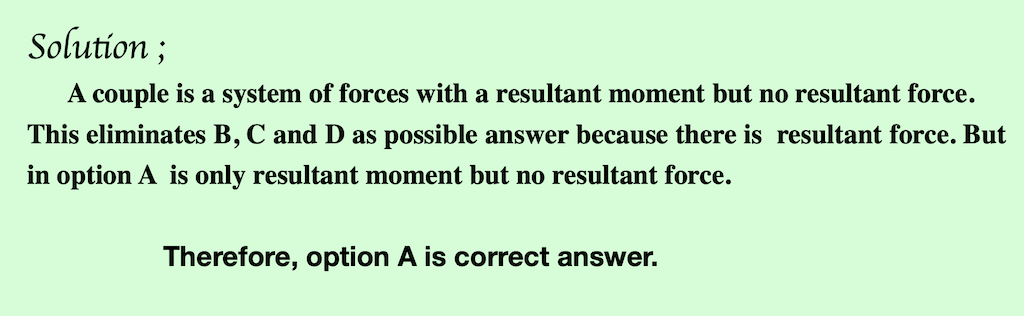 Solution ;
A couple is a system of forces with a resultant moment but no resultant force.
This eliminates B, C and D as possible answer because there is resultant force. But
in option A is only resultant moment but no resultant force.
Therefore, option A is correct answer.